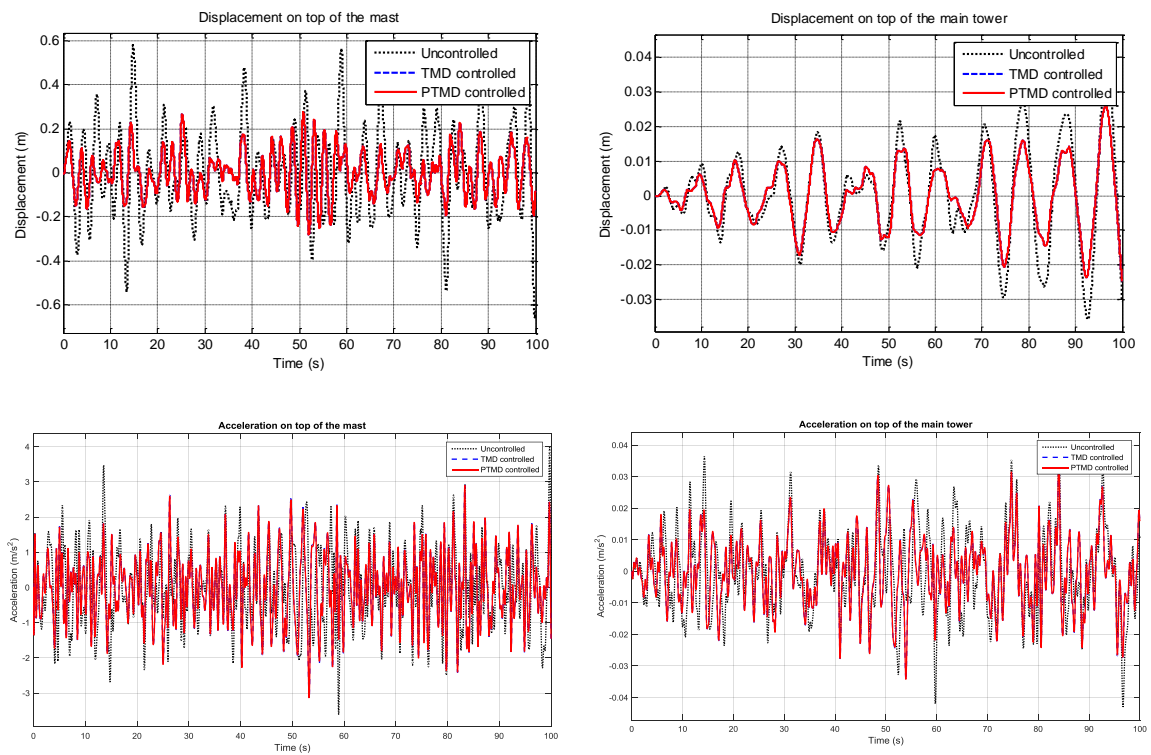 Displacement on top of the mast
0.6
0.4
0.2
0
-0.2
-0.4
-0.6
Displacement (m)
Uncontrolled
TMD controlled
PTMD controlled
0 10 20 30 40 50 60 70 80 90 100
Time (s)
Displacement on top of the main tower
0.04
0.03
0.02
0.01
0
-0.01
-0.02
-0.03
Displacement (m)
Uncontrolled
TMD controlled
PTMD controlled
0 10 20 30 40 50 60 70 80 90 100
Time (s)
Acceleration on top of the mast
4
3
2
1
0
-1
-2
-3
Acceleration (m/s²)
Uncontrolled
TMD controlled
PTMD controlled
0 10 20 30 40 50 60 70 80 90 100
Time (s)
Acceleration on top of the main tower
0.04
0.03
0.02
0.01
0
-0.01
-0.02
-0.03
-0.04
Acceleration (m/s²)
Uncontrolled
TMD controlled
PTMD controlled
0 10 20 30 40 50 60 70 80 90 100
Time (s)